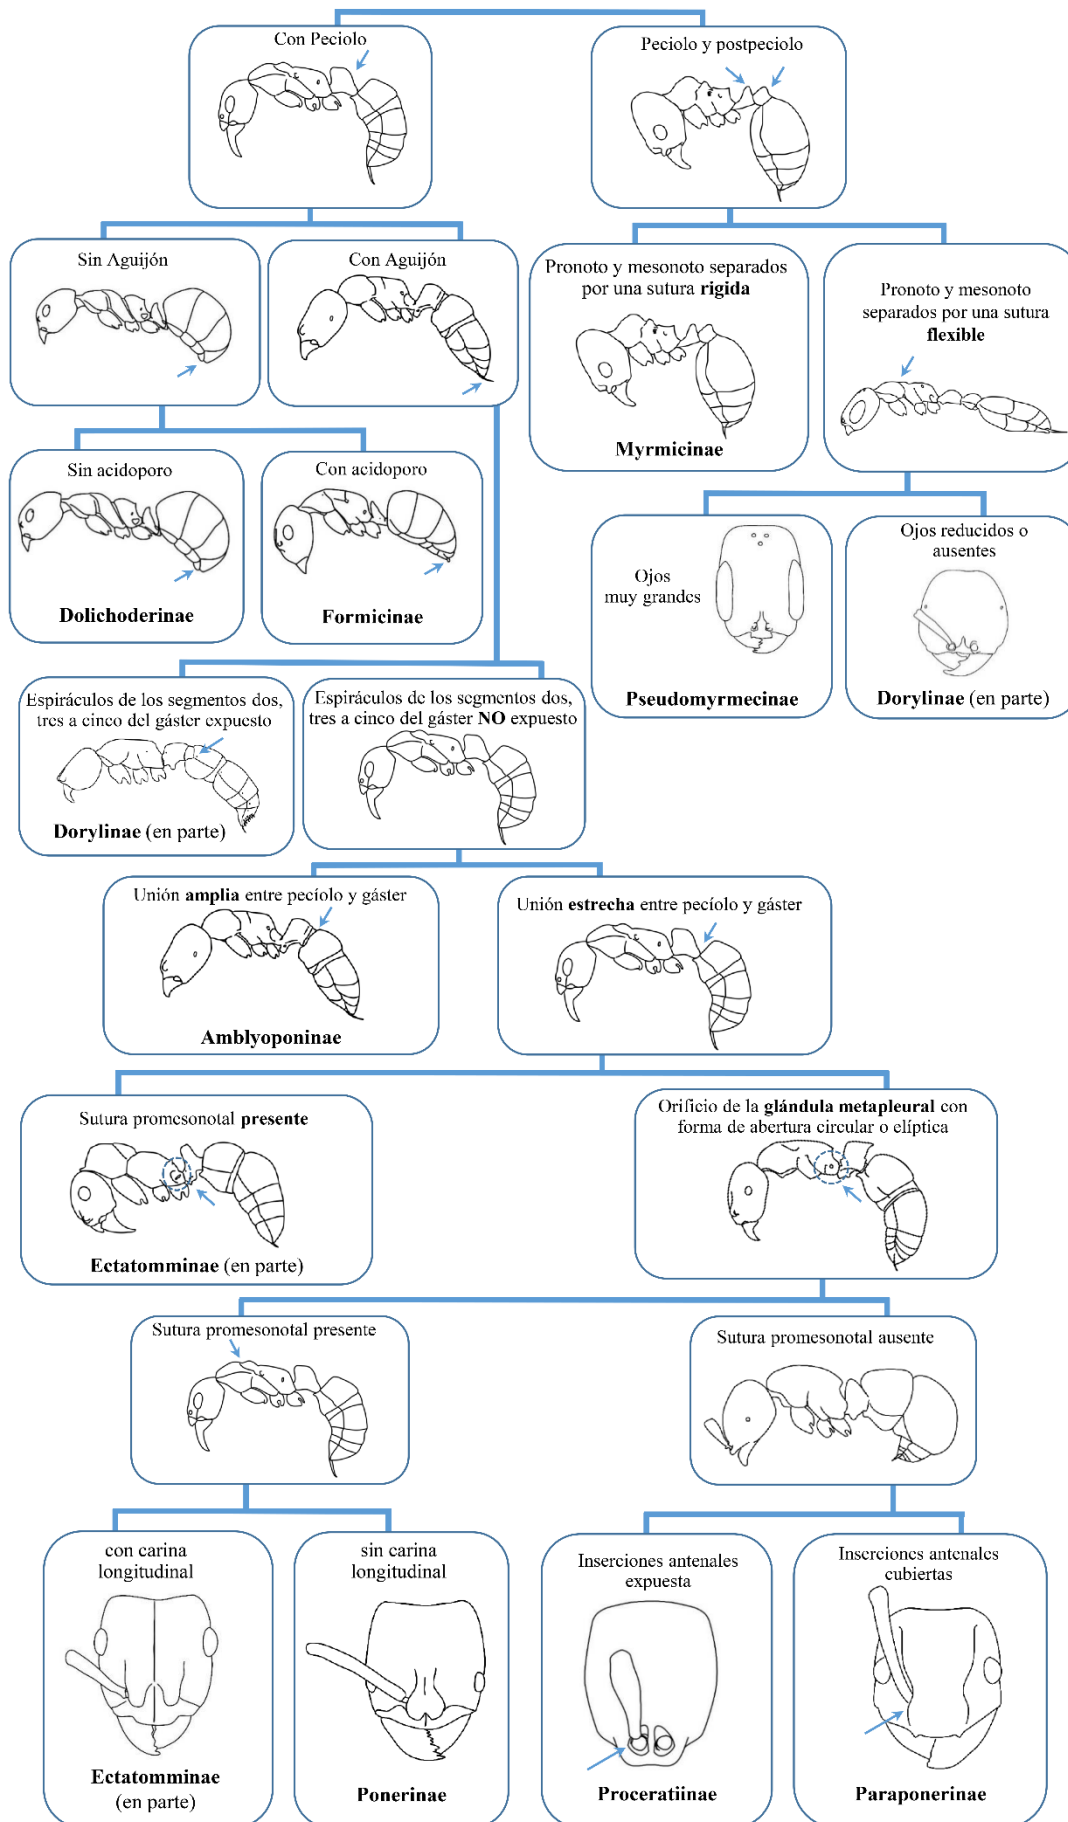 Con Peciolo
Peciolo y postpeciolo
Sin Aguijón
Con Aguijón
Pronoto y mesonoto separados
por una sutura rigida
Myrmicinae
Pronoto y mesonoto
separados por una sutura
flexible
Sin acidoporo
Dolichoderinae
Con acidoporo
Formicinae
Ojos
muy grandes
Pseudomyrmecinae
Ojos reducidos o
ausentes
Dorylinae (en parte)
Espiráculos de los segmentos dos,
tres a cinco del gáster expuesto
Dorylinae (en parte)
Espiráculos de los segmentos dos,
tres a cinco del gáster NO expuesto
Unión amplia entre pecíolo y gáster
Amblyoponinae
Unión estrecha entre pecíolo y gáster
Sutura promesonotal presente
Ectatomminae (en parte)
Orificio de la glándula metapleural con
forma de abertura circular o elíptica
Sutura promesonotal presente
Sutura promesonotal ausente
con carina
longitudinal
Ectatomminae
(en parte)
sin carina
longitudinal
Ponerinae
Inserciones antenales
expuesta
Proceratiinae
Inserciones antenales
cubiertas
Paraponerinae